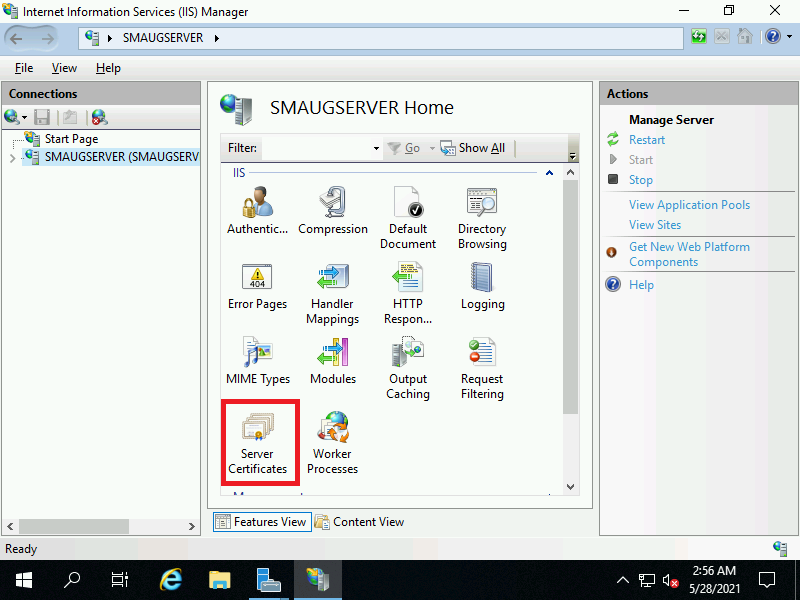 Internet Information Services (IIS) Manager
SMAUGSERVER
File View Help
Connections
Start Page
SMAUGSERVER (SMAUGSERV
SMAUGSERVER Home
Filter: Go Show All
IIS
Authentic... Compression Default Document Directory Browsing
Error Pages Handler Mappings HTTP Respon... Logging
404
MIME Types Modules Output Caching Request Filtering
Server Certificates Worker Processes
Features View Content View
Actions
Manage Server
Restart
Start
Stop
View Application Pools
View Sites
Get New Web Platform
Components
Help
Ready
2:56 AM
5/28/2021